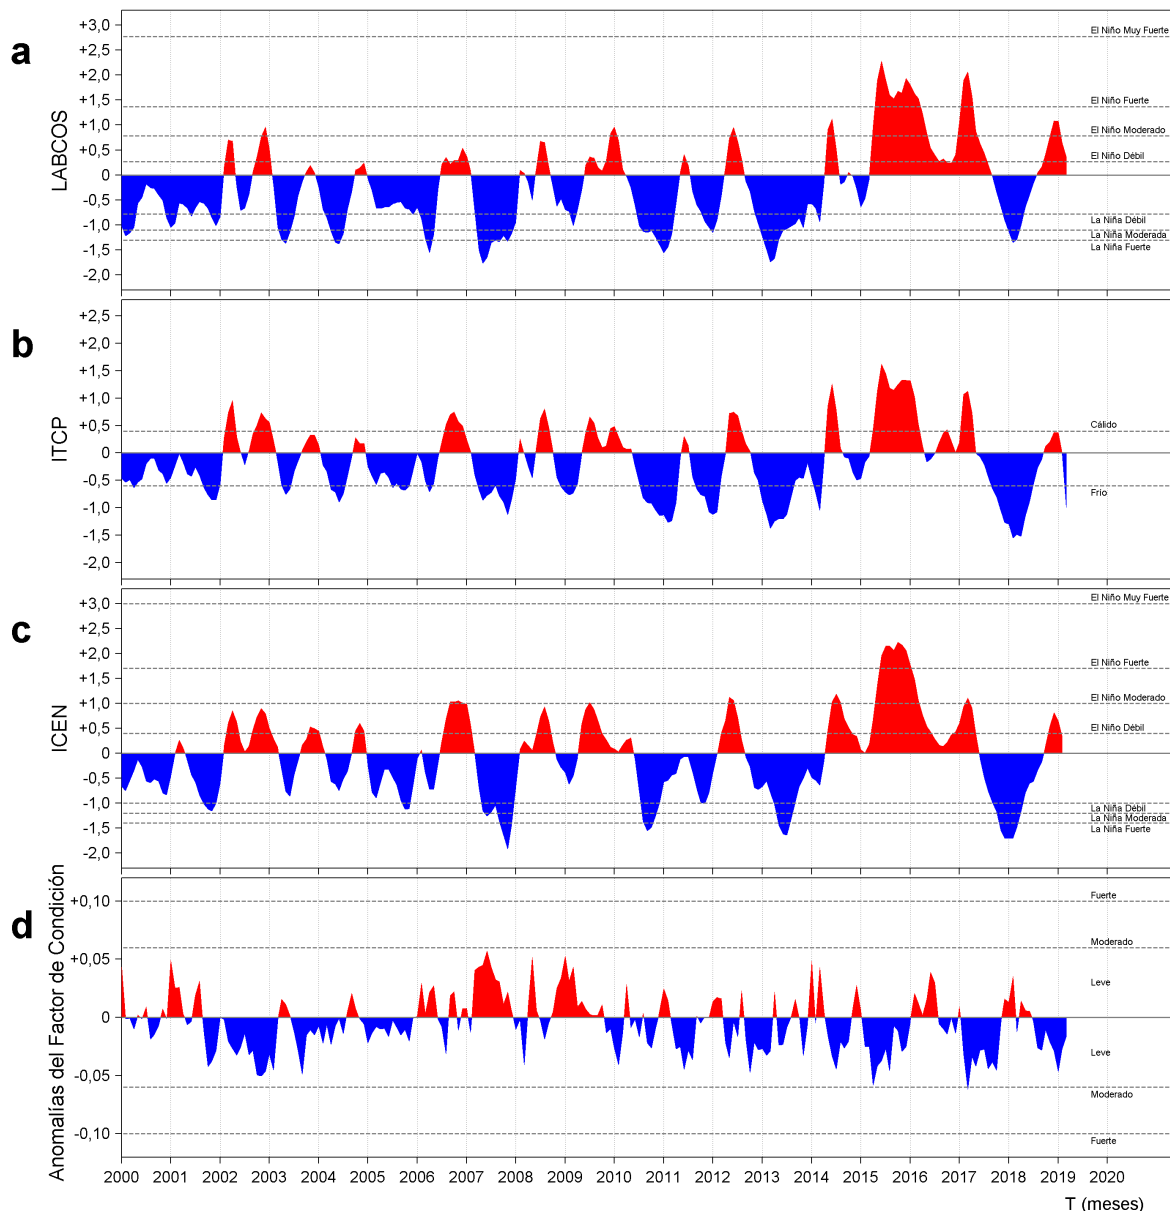 a
LABCOS
+3,0
+2,5
+2,0
+1,5
+1,0
+0,5
0
-0,5
-1,0
-1,5
-2,0
El Niño Muy Fuerte
El Niño Fuerte
El Niño Moderado
El Niño Débil
La Niña Débil
La Niña Moderada
La Niña Fuerte
b
ITCP
+2,5
+2,0
+1,5
+1,0
+0,5
0
-0,5
-1,0
-1,5
-2,0
Cálido
Frío
c
ICEN
+3,0
+2,5
+2,0
+1,5
+1,0
+0,5
0
-0,5
-1,0
-1,5
-2,0
El Niño Muy Fuerte
El Niño Fuerte
El Niño Moderado
El Niño Débil
La Niña Débil
La Niña Moderada
La Niña Fuerte
d
Anomalías del Factor de Condición
+0,10
+0,05
0
-0,05
-0,10
Fuerte
Moderado
Leve
Leve
Moderado
Fuerte
2000 2001 2002 2003 2004 2005 2006 2007 2008 2009 2010 2011 2012 2013 2014 2015 2016 2017 2018 2019 2020
T (meses)